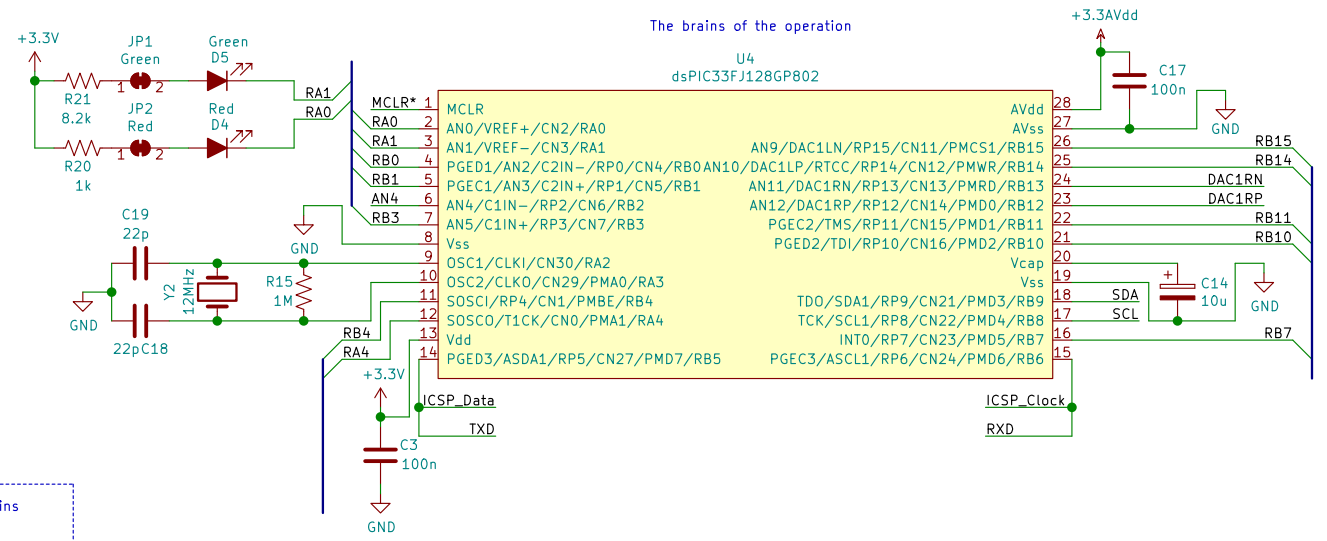 The brains of the operation
+3.3V
JP1
Green
Green
D5
1
2
R21
8.2k
RA1
JP2
Red
Red
D4
1
2
R20
1k
RA0
U4
dsPIC33FJ128GP802
+3.3AVdd
C17
100n
GND
MCLR* 1 MCLR
RA0 2 AN0/VREF+/CN2/RA0
RA1 3 AN1/VREF-/CN3/RA1
RB0 4 PGED1/AN2/C2IN-/RP0/CN4/RB0
RB1 5 PGEC1/AN3/C2IN+/RP1/CN5/RB1
AN4 6 AN4/C1IN-/RP2/CN6/RB2
RB3 7 AN5/C1IN+/RP3/CN7/RB3
8 Vss
9 OSC1/CLKI/CN30/RA2
10 OSC2/CLKO/CN29/PMA0/RA3
11 SOSCI/RP4/CN1/PMBE/RB4
12 SOSCO/T1CK/CN0/PMA1/RA4
13 Vdd
14 PGED3/ASDA1/RP5/CN27/PMD7/RB5
AVdd 28
AVss 27
AN9/DAC1LN/RP15/CN11/PMCS1/RB15 26 RB15
AN10/DAC1LP/RTCC/RP14/CN12/PMWR/RB14 25 RB14
AN11/DAC1RN/RP13/CN13/PMRD/RB13 24 DAC1RN
AN12/DAC1RP/RP12/CN14/PMD0/RB12 23 DAC1RP
PGEC2/TMS/RP11/CN15/PMD1/RB11 22 RB11
PGED2/TDI/RP10/CN16/PMD2/RB10 21 RB10
Vcap 20
Vss 19
TDO/SDA1/RP9/CN21/PMD3/RB9 18 SDA
TCK/SCL1/RP8/CN22/PMD4/RB8 17 SCL
INT0/RP7/CN23/PMD5/RB7 16 RB7
PGEC3/ASCL1/RP6/CN24/PMD6/RB6 15
C19
22p
GND
GND
Y2
12MHz
R15
1M
22pC18
RB4
RA4
+
C14
10u
GND
+3.3V
ICSP_Data
TXD
ICSP_Clock
RXD
C3
100n
GND
ins